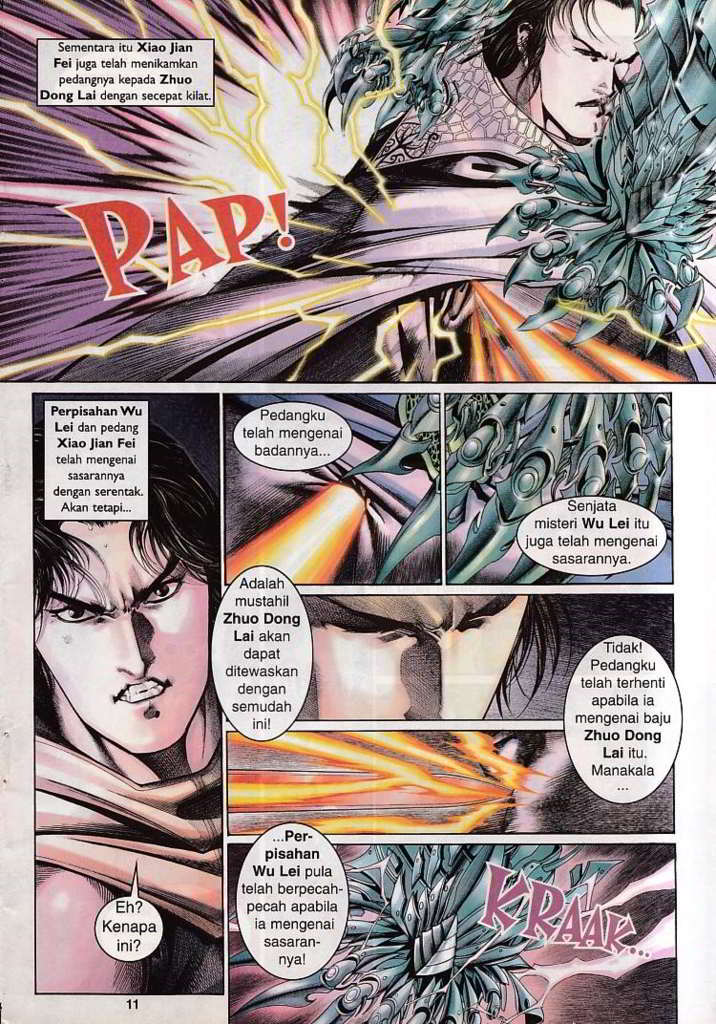 Sementara itu Xiao Jian
Fei juga telah menikamkan
pedangnya kepada Zhuo
Dong Lai dengan secepat kilat.
PAP!
Perpisahan Wu
Lei dan pedang
Xiao Jian Fei
telah mengenai
sasarannya
dengan serentak.
Akan tetapi...
Pedangku
telah mengenai
badannya...
Senjata
misteri Wu Lei itu
juga telah mengenai
sasarannya.
Adalah
mustahil
Zhuo Dong
Lai akan
dapat
ditewaskan
dengan
semudah
ini!
Tidak!
Pedangku
telah terhenti
apabila ia
mengenai baju
Zhuo Dong
Lai itu.
Manakala
...
Eh?
Kenapa
ini?
...Per-
pisahan
Wu Lei pula
telah berpecah-
pecah apabila
ia mengenai
sasaran-
nya!
KRAAK...
11